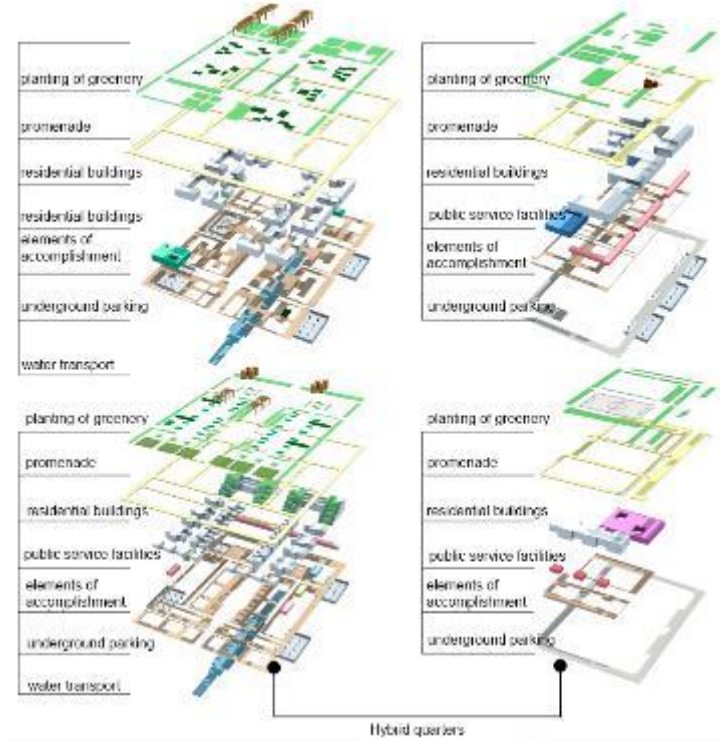 planting of greenery
promenade
residential buildings
residential buildings
elements of
accomplishment
underground parking
water transport
planting of greenery
promenade
residential buildings
public service facilities
elements of
accomplishment
underground parking
planting of greenery
promenade
residential buildings
public service facilities
elements of
accomplishment
underground parking
water transport
planting of greenery
promenade
residential buildings
public service facilities
elements of
accomplishment
underground parking
Hybrid quarters